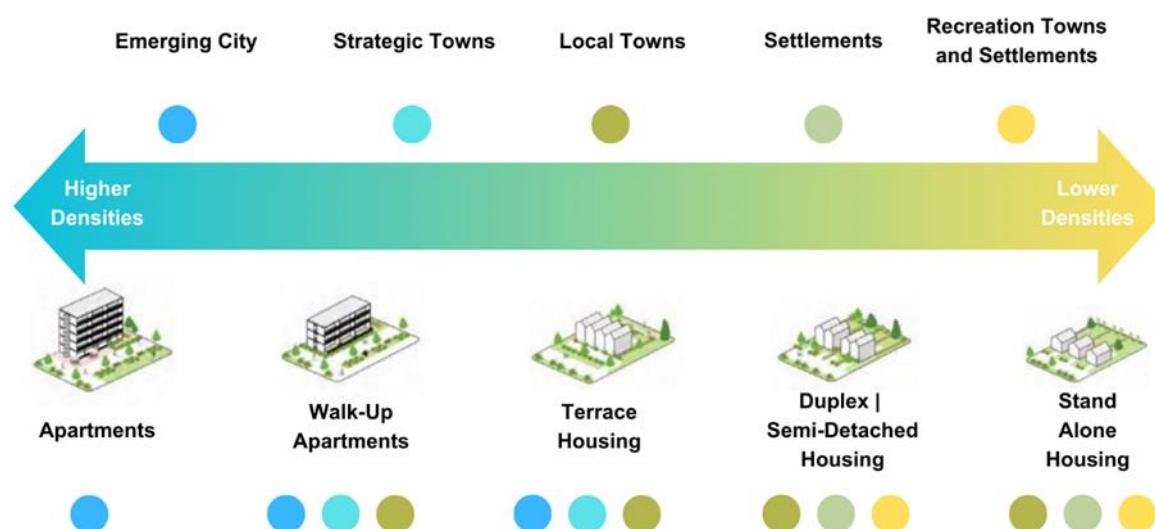 Emerging City
Strategic Towns
Local Towns
Settlements
Recreation Towns
and Settlements
Higher
Densities
Lower
Densities
Apartments
Walk-Up
Apartments
Terrace
Housing
Duplex |
Semi-Detached
Housing
Stand
Alone
Housing